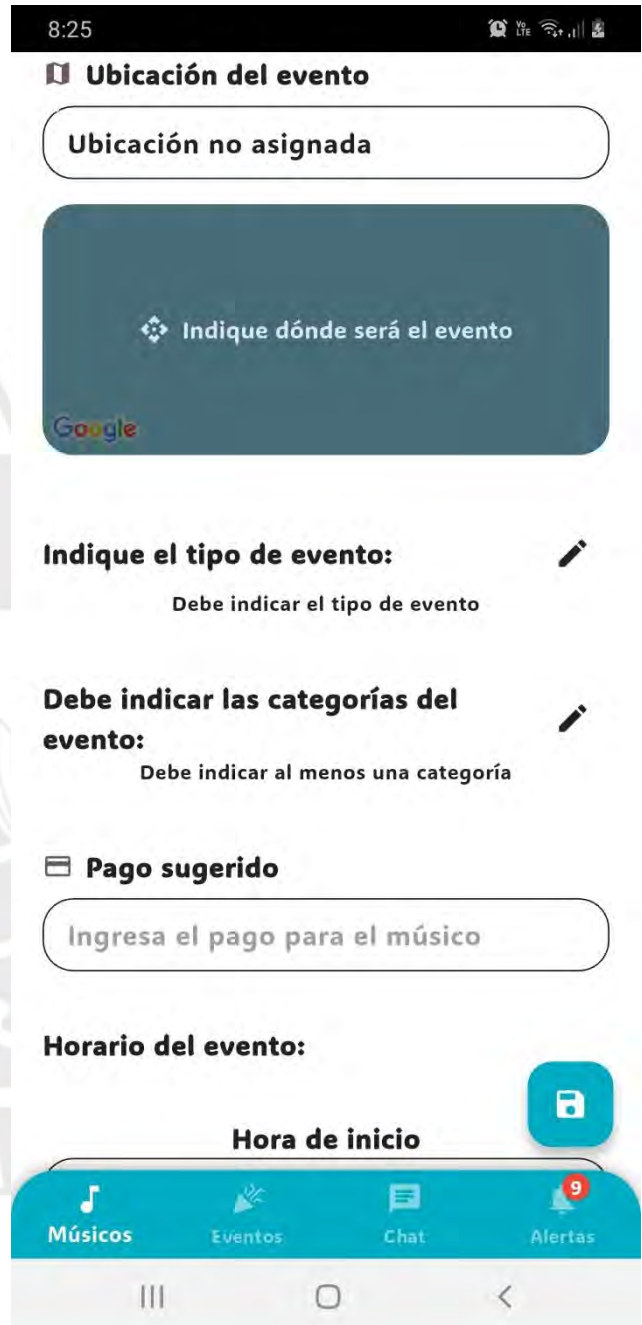 8:25
Vo
LTE
Ubicación del evento
Ubicación no asignada
Indique dónde será el evento
Google
Indique el tipo de evento:
Debe indicar el tipo de evento
Debe indicar las categorías del
evento:
Debe indicar al menos una categoría
Pago sugerido
Ingresa el pago para el músico
Horario del evento:
Hora de inicio
9
Músicos Eventos Chat Alertas